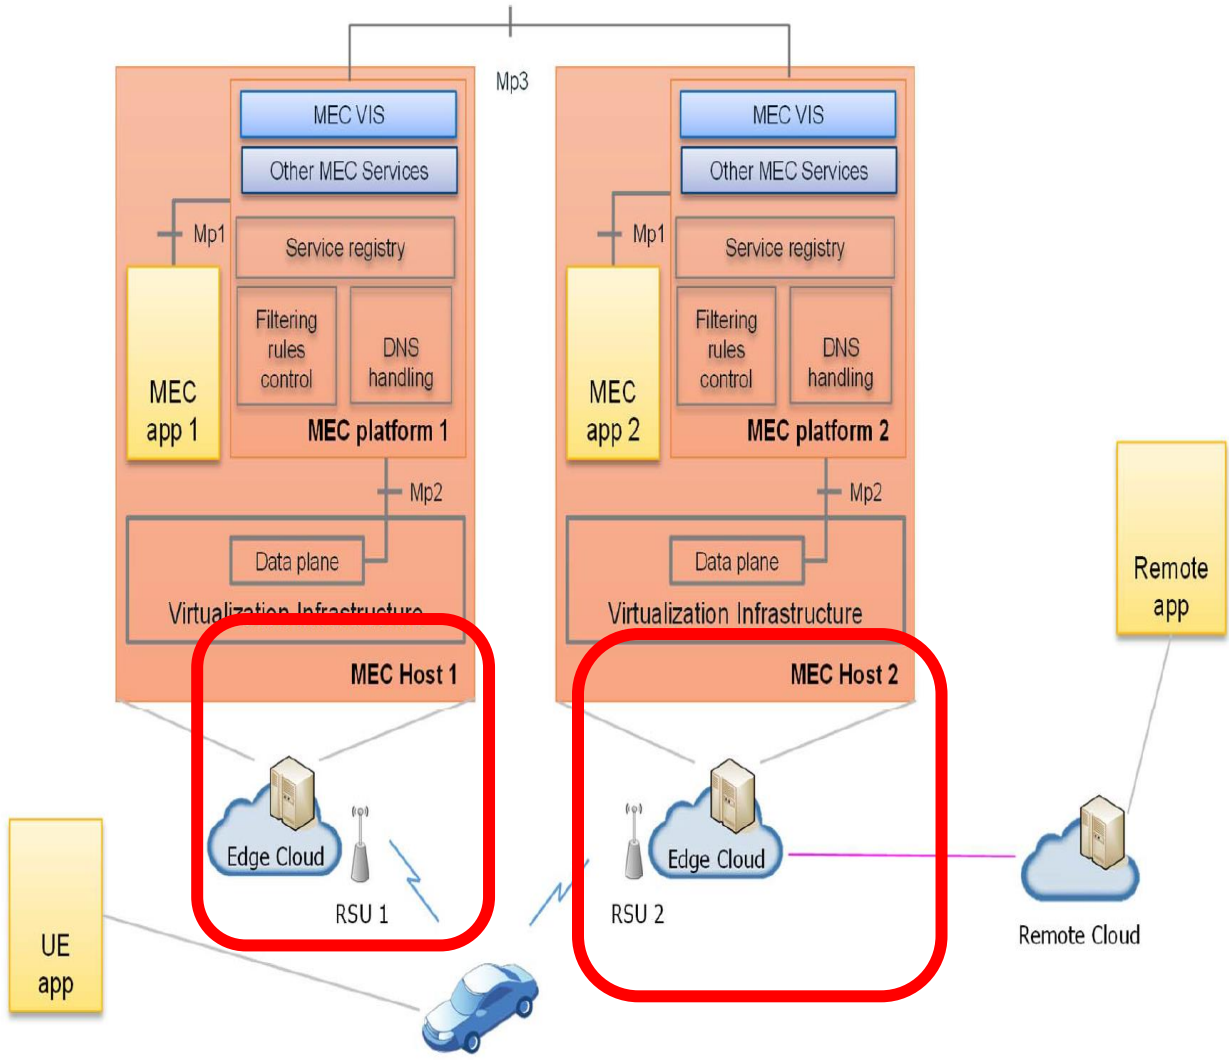 Mp3
MEC VIS
Other MEC Services
Mp1
Service registry
Filtering
rules
control
DNS
handling
MEC
app 1
MEC platform 1
Mp2
Data plane
Virtualization Infrastructure
MEC Host 1
MEC VIS
Other MEC Services
Mp1
Service registry
Filtering
rules
control
DNS
handling
MEC
app 2
MEC platform 2
Mp2
Data plane
Virtualization Infrastructure
MEC Host 2
Remote
app
Edge Cloud
RSU 1
Edge Cloud
RSU 2
Remote Cloud
UE
app